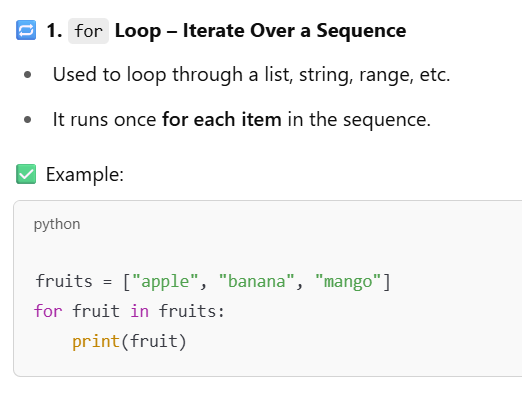 🔁 1. for Loop – Iterate Over a Sequence
• Used to loop through a list, string, range, etc.
• It runs once for each item in the sequence.
✅ Example:
python
fruits = ["apple", "banana", "mango"]
for fruit in fruits:
    print(fruit)